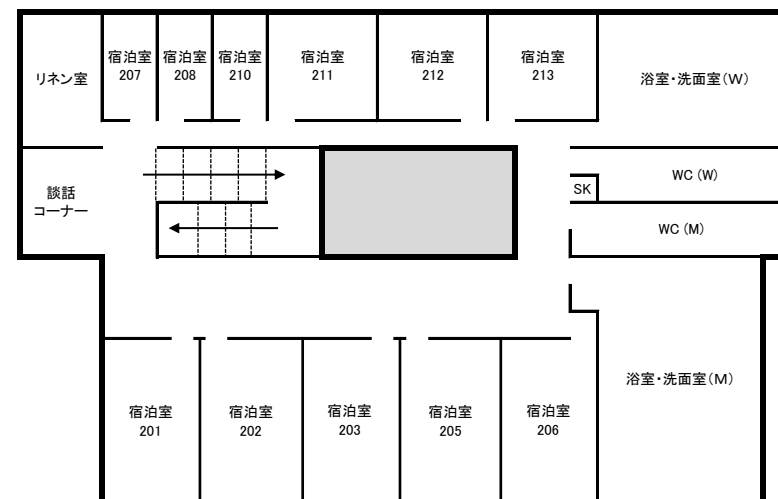 リネン室
宿泊室
207
宿泊室
208
宿泊室
210
宿泊室
211
宿泊室
212
宿泊室
213
浴室・洗面室(W)
談話
コーナー
SK
WC (W)
WC (M)
宿泊室
201
宿泊室
202
宿泊室
203
宿泊室
205
宿泊室
206
浴室・洗面室(M)